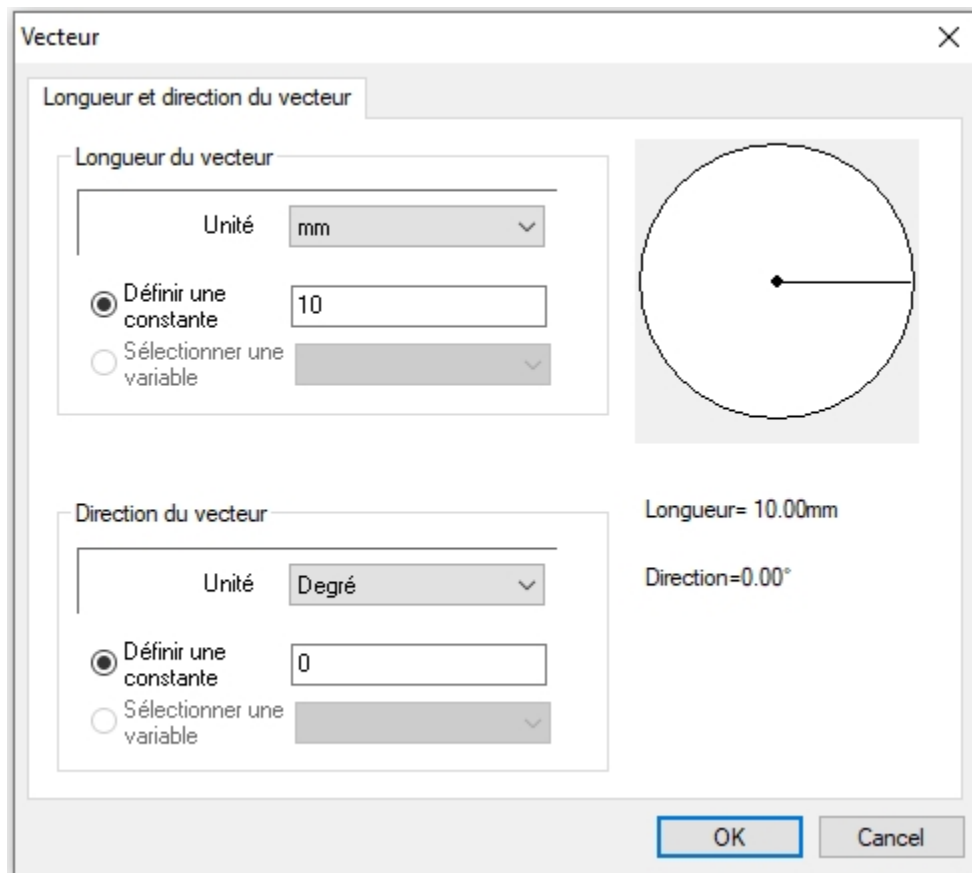 Vecteur
Longueur et direction du vecteur
Longueur du vecteur
Unité mm
Définir une
constante
10
Sélectionner une
variable
Longueur= 10.00mm
Direction du vecteur
Direction=0.00°
Unité Degré
Définir une
constante
0
Sélectionner une
variable
OK Cancel